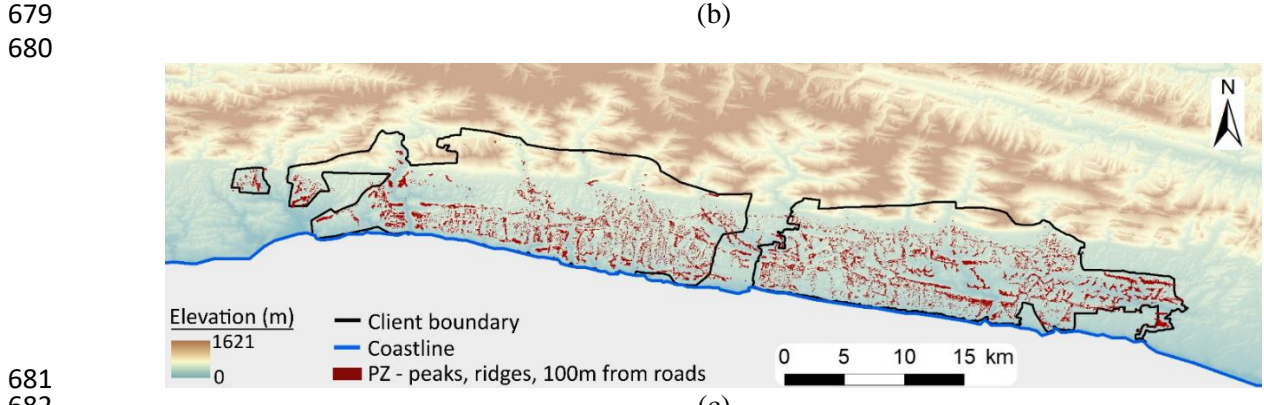 679
(b)
680
N
Elevation (m)
1621
0
Client boundary
Coastline
PZ - peaks, ridges, 100m from roads
0 5 10 15 km
681
682
(c)